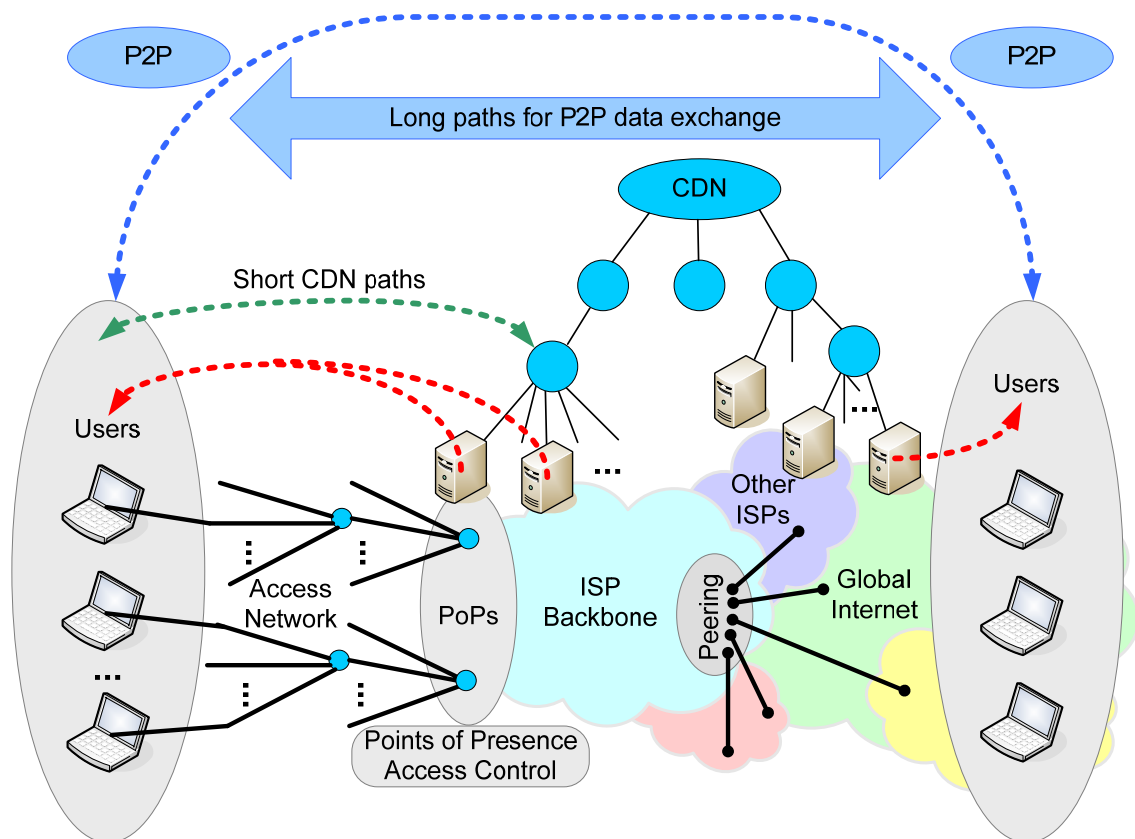 P2P
P2P
Long paths for P2P data exchange
CDN
Short CDN paths
Users
Users
...
...
Other
ISPs
Access
Network
PoPs
ISP
Backbone
Peering
Global
Internet
...
...
...
...
...
Points of Presence
Access Control